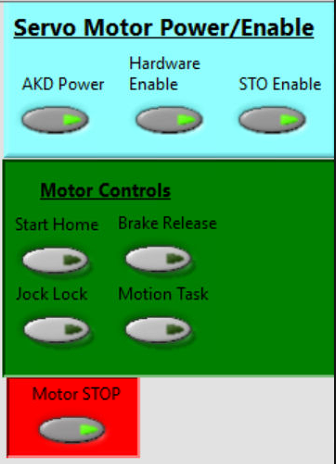 Servo Motor Power/Enable
AKD Power
Hardware
Enable
STO Enable
Motor Controls
Start Home
Brake Release
Jock Lock
Motion Task
Motor STOP